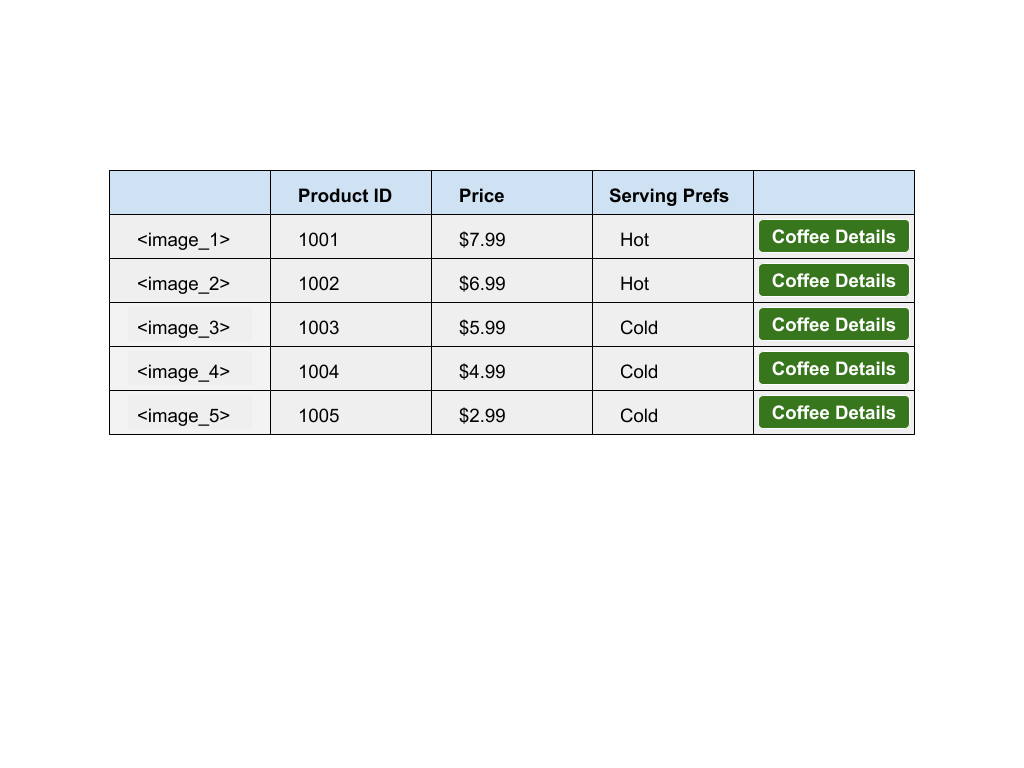 Product ID Price Serving Prefs
<image_1> 1001 $7.99 Hot Coffee Details
<image_2> 1002 $6.99 Hot Coffee Details
<image_3> 1003 $5.99 Cold Coffee Details
<image_4> 1004 $4.99 Cold Coffee Details
<image_5> 1005 $2.99 Cold Coffee Details